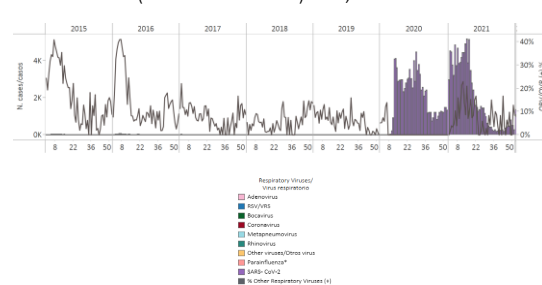 2015 2016 2017 2018 2019 2020 2021
40%
4K
30%
20%
2K
10%
0K
0%
N. cases/casos
8 22 36 50 8 22 36 50 8 22 36 50 8 22 36 50 8 22 36 50 8 22 36 50 8 22 36 50
Respiratory Viruses/
Virus respiratorio
Adenovirus
RSV/VRS
Bocavirus
Coronavirus
Metapneumovirus
Rhinovirus
Other viruses/Otros virus
Parainfluenza*
SARS- CoV-2
% Other Respiratory Viruses (+)